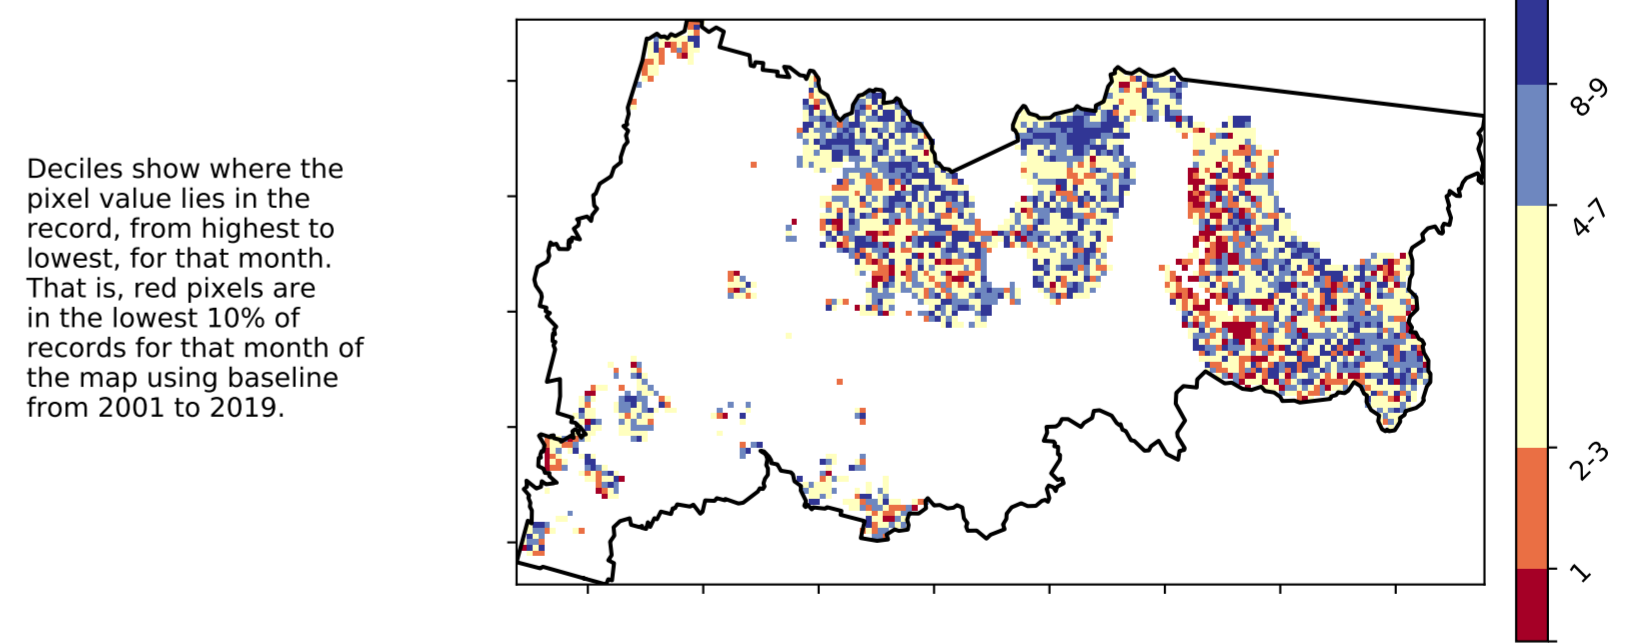 Deciles show where the
pixel value lies in the
record, from highest to
lowest, for that month.
That is, red pixels are
in the lowest 10% of
records for that month of
the map using baseline
from 2001 to 2019.
8-9
4-7
2-3
1